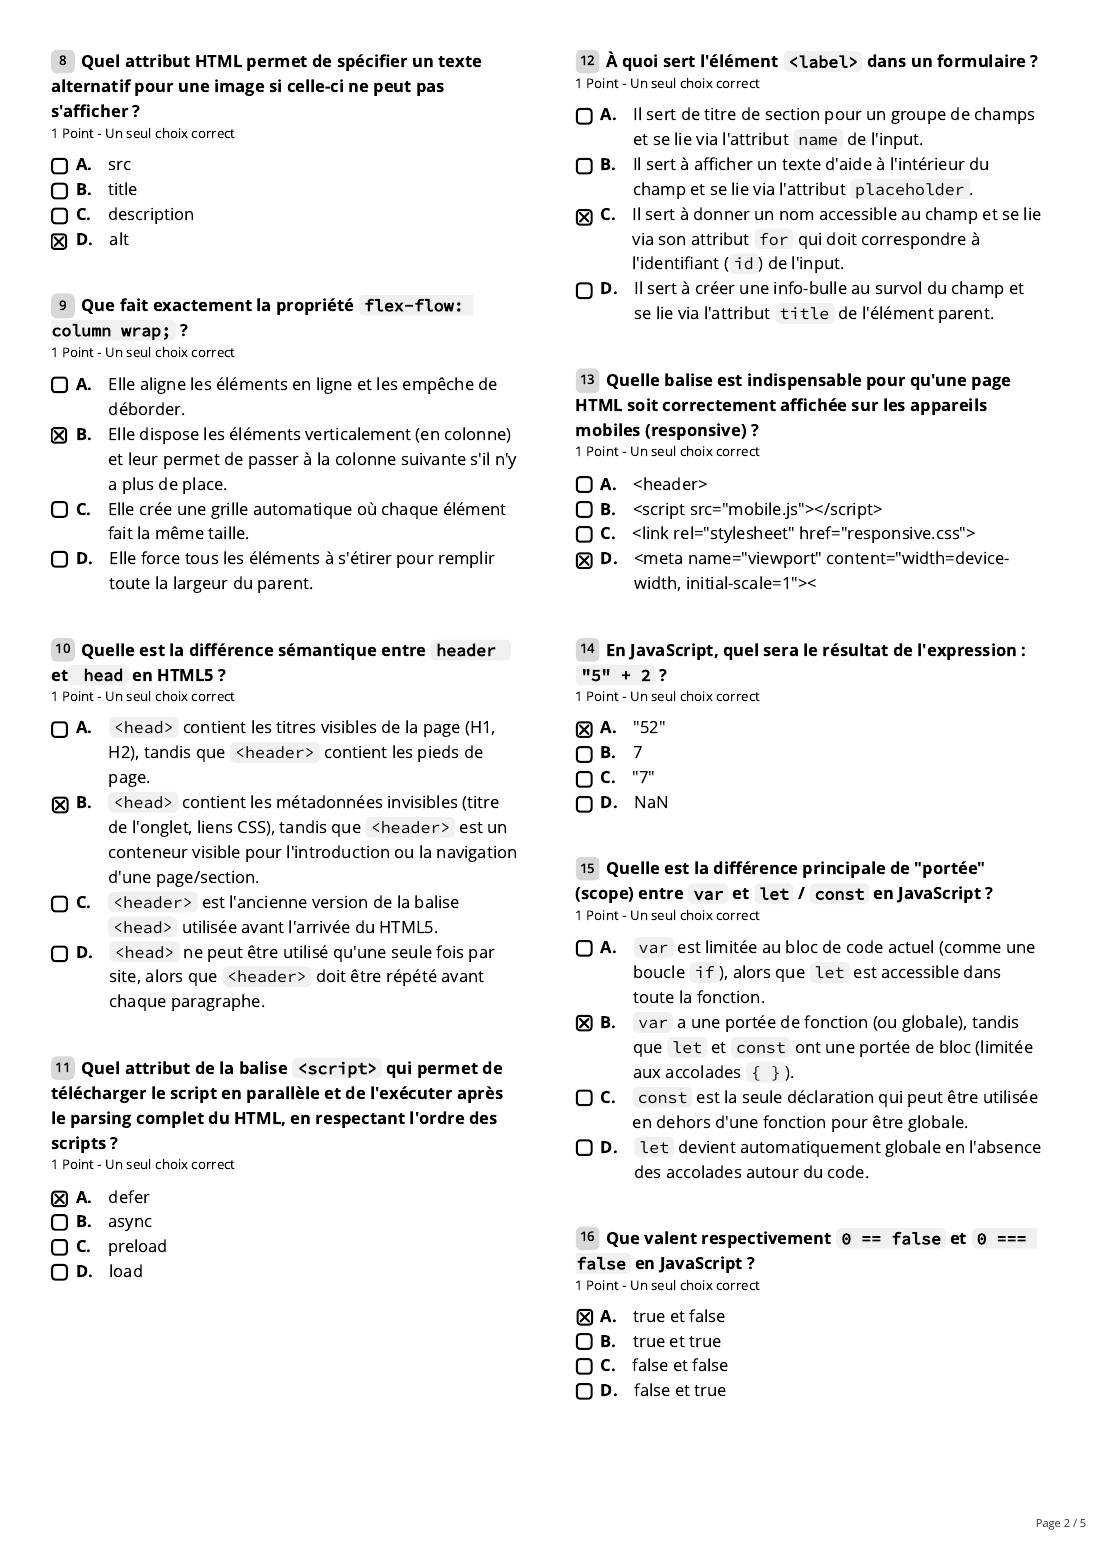 8 Quel attribut HTML permet de spécifier un texte
alternatif pour une image si celle-ci ne peut pas
s'afficher ?
1 Point - Un seul choix correct
A. src
B. title
C. description
D. alt
9 Que fait exactement la propriété flex-flow:
column wrap; ?
1 Point - Un seul choix correct
A. Elle aligne les éléments en ligne et les empêche de
déborder.
B. Elle dispose les éléments verticalement (en colonne)
et leur permet de passer à la colonne suivante s'il n'y
a plus de place.
C. Elle crée une grille automatique où chaque élément
fait la même taille.
D. Elle force tous les éléments à s'étirer pour remplir
toute la largeur du parent.
10 Quelle est la différence sémantique entre header
et head en HTML5 ?
1 Point - Un seul choix correct
A. <head> contient les titres visibles de la page (H1,
H2), tandis que <header> contient les pieds de
page.
B. <head> contient les métadonnées invisibles (titre
de l'onglet, liens CSS), tandis que <header> est un
conteneur visible pour l'introduction ou la navigation
d'une page/section.
C. <header> est l'ancienne version de la balise
<head> utilisée avant l'arrivée du HTML5.
D. <head> ne peut être utilisé qu'une seule fois par
site, alors que <header> doit être répété avant
chaque paragraphe.
11 Quel attribut de la balise <script> qui permet de
télécharger le script en parallèle et de l'exécuter après
le parsing complet du HTML, en respectant l'ordre des
scripts ?
1 Point - Un seul choix correct
A. defer
B. async
C. preload
D. load
12 À quoi sert l'élément <label> dans un formulaire ?
1 Point - Un seul choix correct
A. Il sert de titre de section pour un groupe de champs
et se lie via l'attribut name de l'input.
B. Il sert à afficher un texte d'aide à l'intérieur du
champ et se lie via l'attribut placeholder.
C. Il sert à donner un nom accessible au champ et se lie
via son attribut for qui doit correspondre à
l'identifiant (id) de l'input.
D. Il sert à créer une info-bulle au survol du champ et
se lie via l'attribut title de l'élément parent.
13 Quelle balise est indispensable pour qu'une page
HTML soit correctement affichée sur les appareils
mobiles (responsive) ?
1 Point - Un seul choix correct
A. <header>
B. <script src="mobile.js"></script>
C. <link rel="stylesheet" href="responsive.css">
D. <meta name="viewport" content="width=device-
width, initial-scale=1"><
14 En JavaScript, quel sera le résultat de l'expression :
"5" + 2 ?
1 Point - Un seul choix correct
A. "52"
B. 7
C. "7"
D. NaN
15 Quelle est la différence principale de "portée"
(scope) entre var et let / const en JavaScript ?
1 Point - Un seul choix correct
A. var est limitée au bloc de code actuel (comme une
boucle if), alors que let est accessible dans
toute la fonction.
B. var a une portée de fonction (ou globale), tandis
que let et const ont une portée de bloc (limitée
aux accolades { }).
C. const est la seule déclaration qui peut être utilisée
en dehors d'une fonction pour être globale.
D. let devient automatiquement globale en l'absence
des accolades autour du code.
16 Que valent respectivement 0 == false et 0 ===
false en JavaScript ?
1 Point - Un seul choix correct
A. true et false
B. true et true
C. false et false
D. false et true
Page 2 / 5